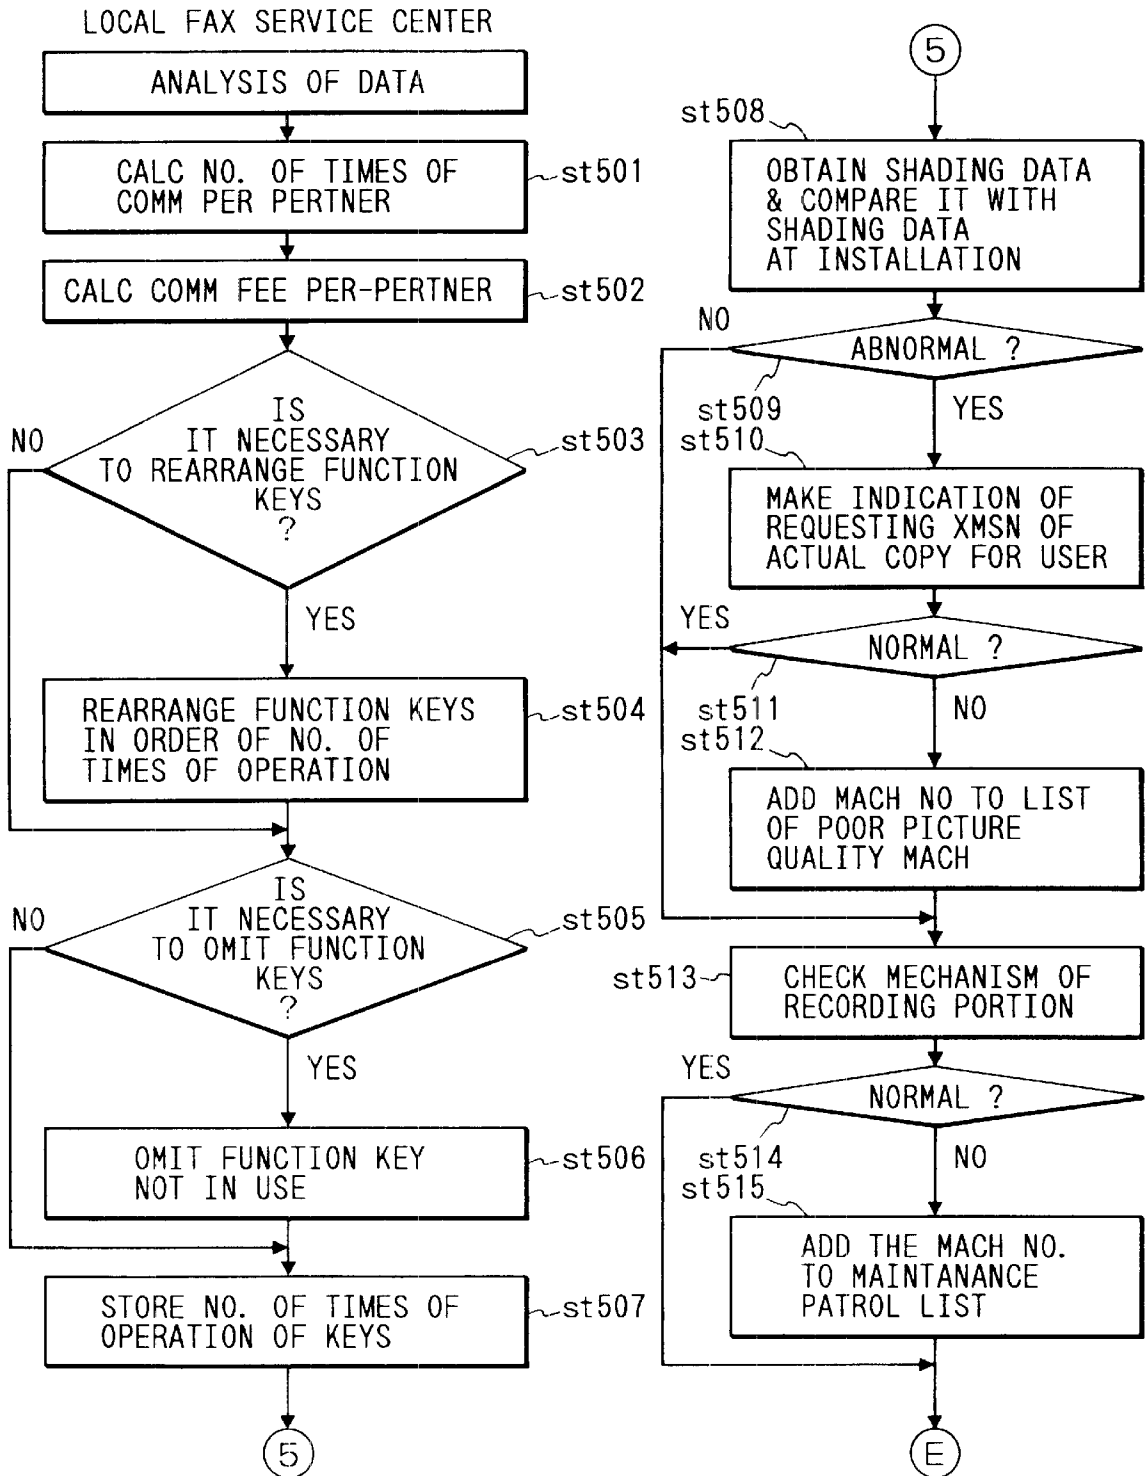 LOCAL FAX SERVICE CENTER
ANALYSIS OF DATA
CALC NO. OF TIMES OF
COMM PER PERTNER
st501
CALC COMM FEE PER-PERTNER
st502
IS
IT NECESSARY
TO REARRANGE FUNCTION
KEYS
?
st503
NO
YES
REARRANGE FUNCTION KEYS
IN ORDER OF NO. OF
TIMES OF OPERATION
st504
IS
IT NECESSARY
TO OMIT FUNCTION
KEYS
?
st505
NO
YES
OMIT FUNCTION KEY
NOT IN USE
st506
STORE NO. OF TIMES OF
OPERATION OF KEYS
st507
5
5
st508
OBTAIN SHADING DATA
& COMPARE IT WITH
SHADING DATA
AT INSTALLATION
NO
ABNORMAL ?
st509
YES
st510
MAKE INDICATION OF
REQUESTING XMSN OF
ACTUAL COPY FOR USER
YES
NORMAL ?
st511
NO
st512
ADD MACH NO TO LIST
OF POOR PICTURE
QUALITY MACH
st513
CHECK MECHANISM OF
RECORDING PORTION
YES
NORMAL ?
st514
NO
st515
ADD THE MACH NO.
TO MAINTANANCE
PATROL LIST
E